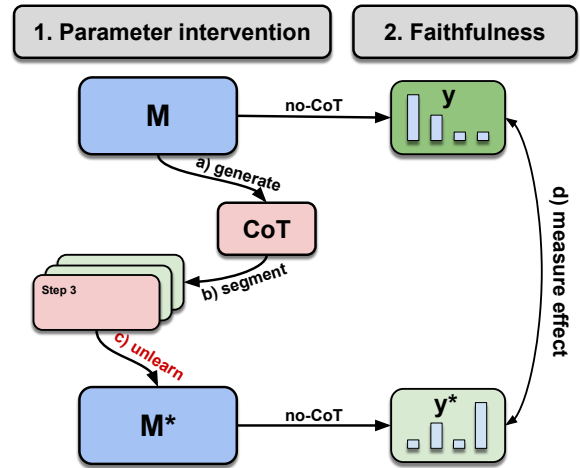 1. Parameter intervention
2. Faithfulness
M
no-CoT
y
a) generate
CoT
b) segment
Step 3
c) unlearn
d) measure effect
M*
no-CoT
y*